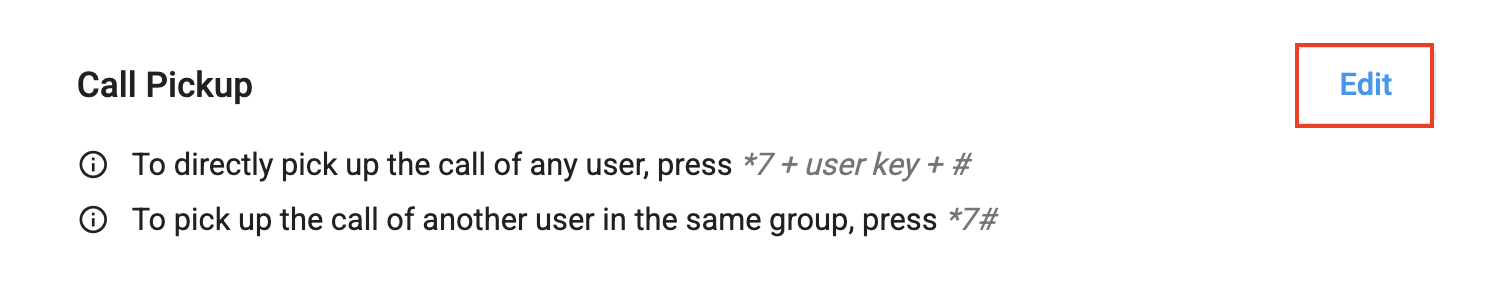 Call Pickup
Edit
To directly pick up the call of any user, press *7 + user key + #
To pick up the call of another user in the same group, press *7#